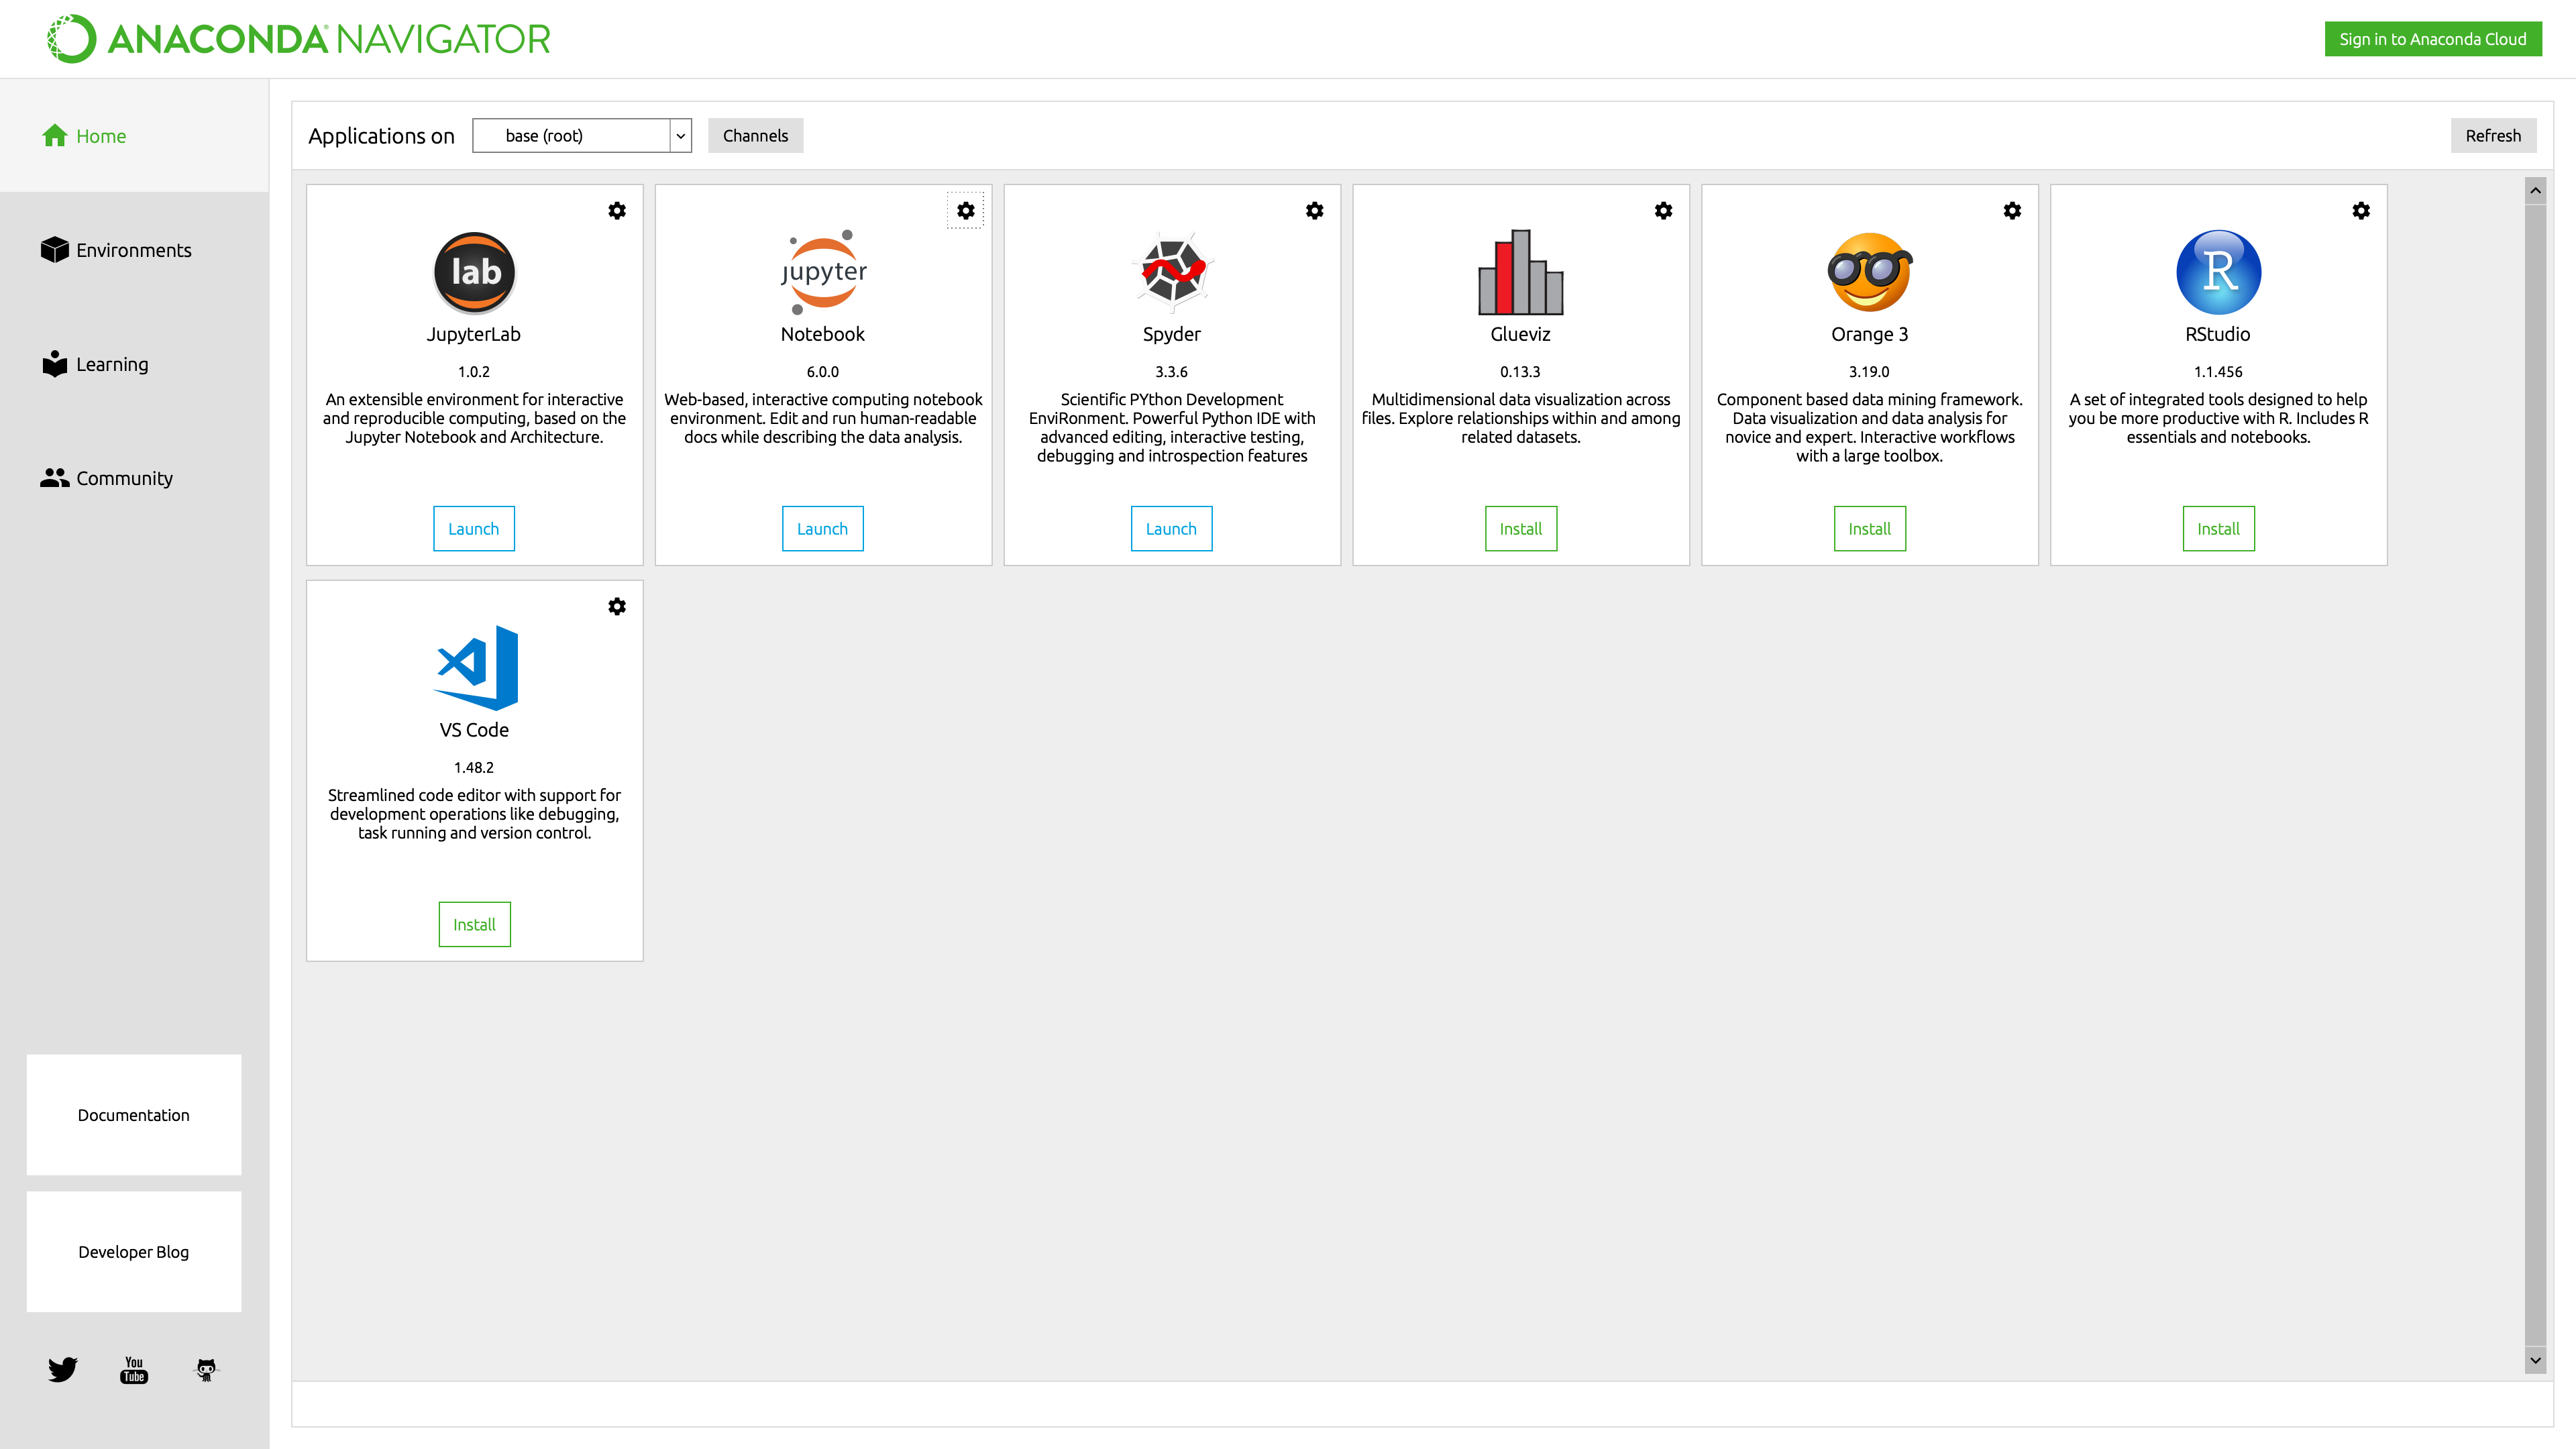 ANACONDA NAVIGATOR
Sign in to Anaconda Cloud
Home
Environments
Learning
Community
Documentation
Developer Blog
You
Tube
Applications on
base (root)
Channels
Refresh
lab
JupyterLab
1.0.2
An extensible environment for interactive
and reproducible computing, based on the
Jupyter Notebook and Architecture.
Launch
jupyter
Notebook
6.0.0
Web-based, interactive computing notebook
environment. Edit and run human-readable
docs while describing the data analysis.
Launch
Spyder
3.3.6
Scientific PYthon Development
EnviRonment. Powerful Python IDE with
advanced editing, interactive testing,
debugging and introspection features
Launch
Glueviz
0.13.3
Multidimensional data visualization across
files. Explore relationships within and among
related datasets.
Install
Orange 3
3.19.0
Component based data mining framework.
Data visualization and data analysis for
novice and expert. Interactive workflows
with a large toolbox.
Install
R
RStudio
1.1.456
A set of integrated tools designed to help
you be more productive with R. Includes R
essentials and notebooks.
Install
VS Code
1.48.2
Streamlined code editor with support for
development operations like debugging,
task running and version control.
Install